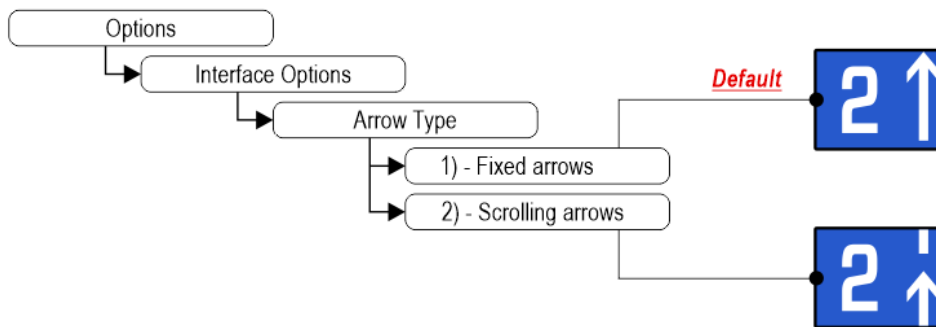 Options
Interface Options
Arrow Type
1) - Fixed arrows
2) - Scrolling arrows
Default
2
2